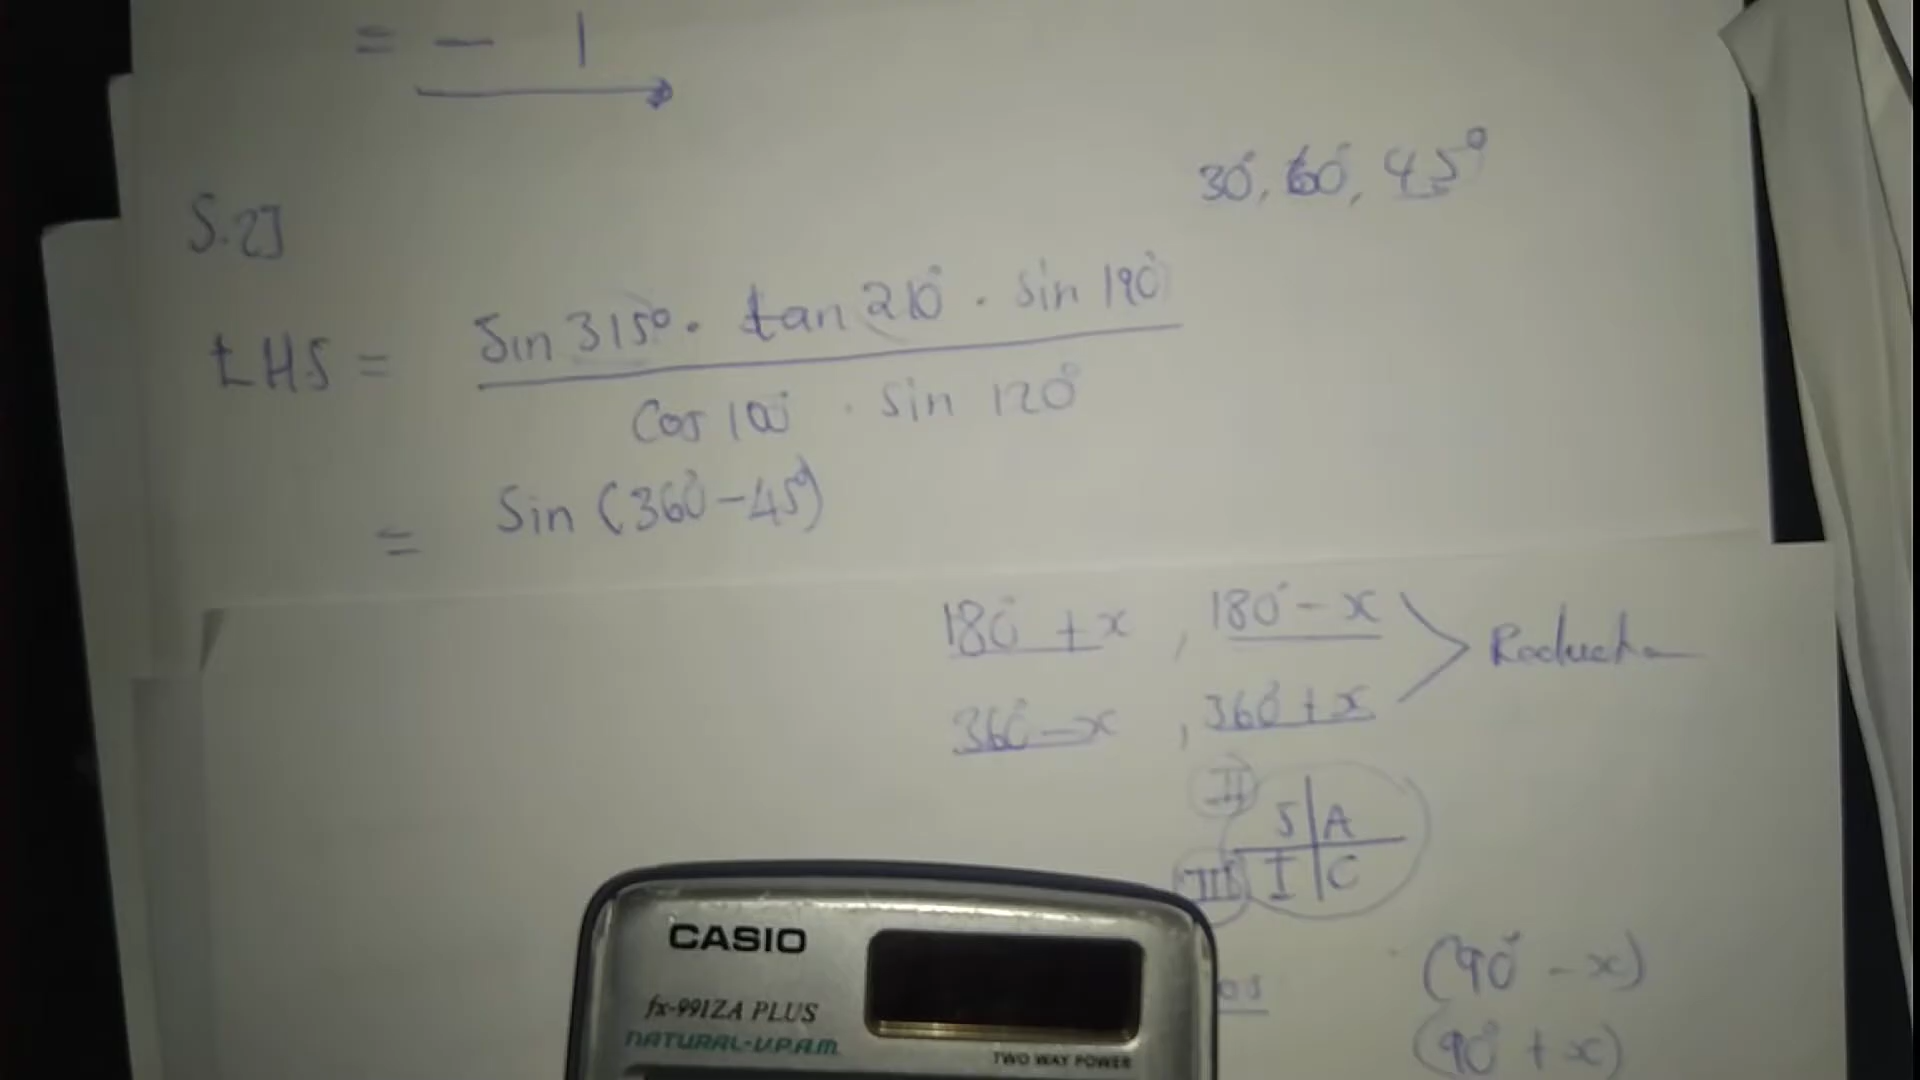 = - 1
30°, 60°, 45°
5.2]
LHS = sin 315° . tan 210° . sin 190°
cos 100° . sin 120°
= sin (360° - 45°)
180° + x , 180° - x
360° - x , 360° + x
II S A
III T C
(90° - x)
(90° + x)
CASIO
fx-991ZA PLUS
NATURAL-V.P.A.M.
TWO WAY POWER